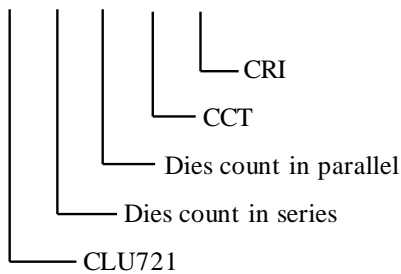 CRI
CCT
Dies count in parallel
Dies count in series
CLU721